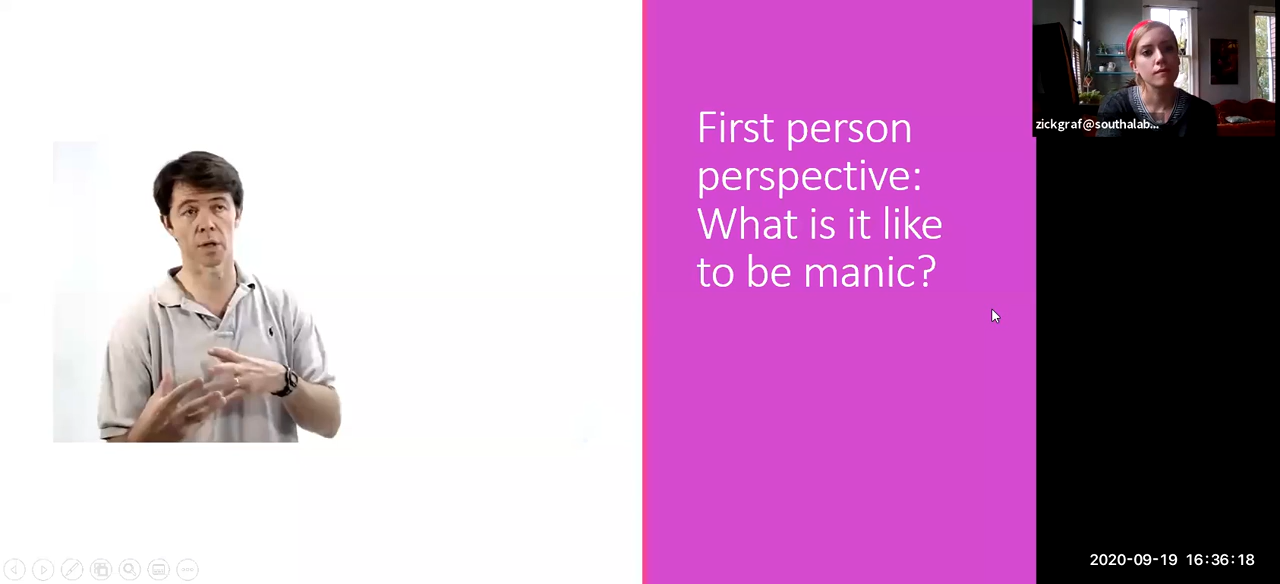 First person
perspective:
What is it like
to be manic?
zickgraf@southalab...
2020-09-19 16:36:18